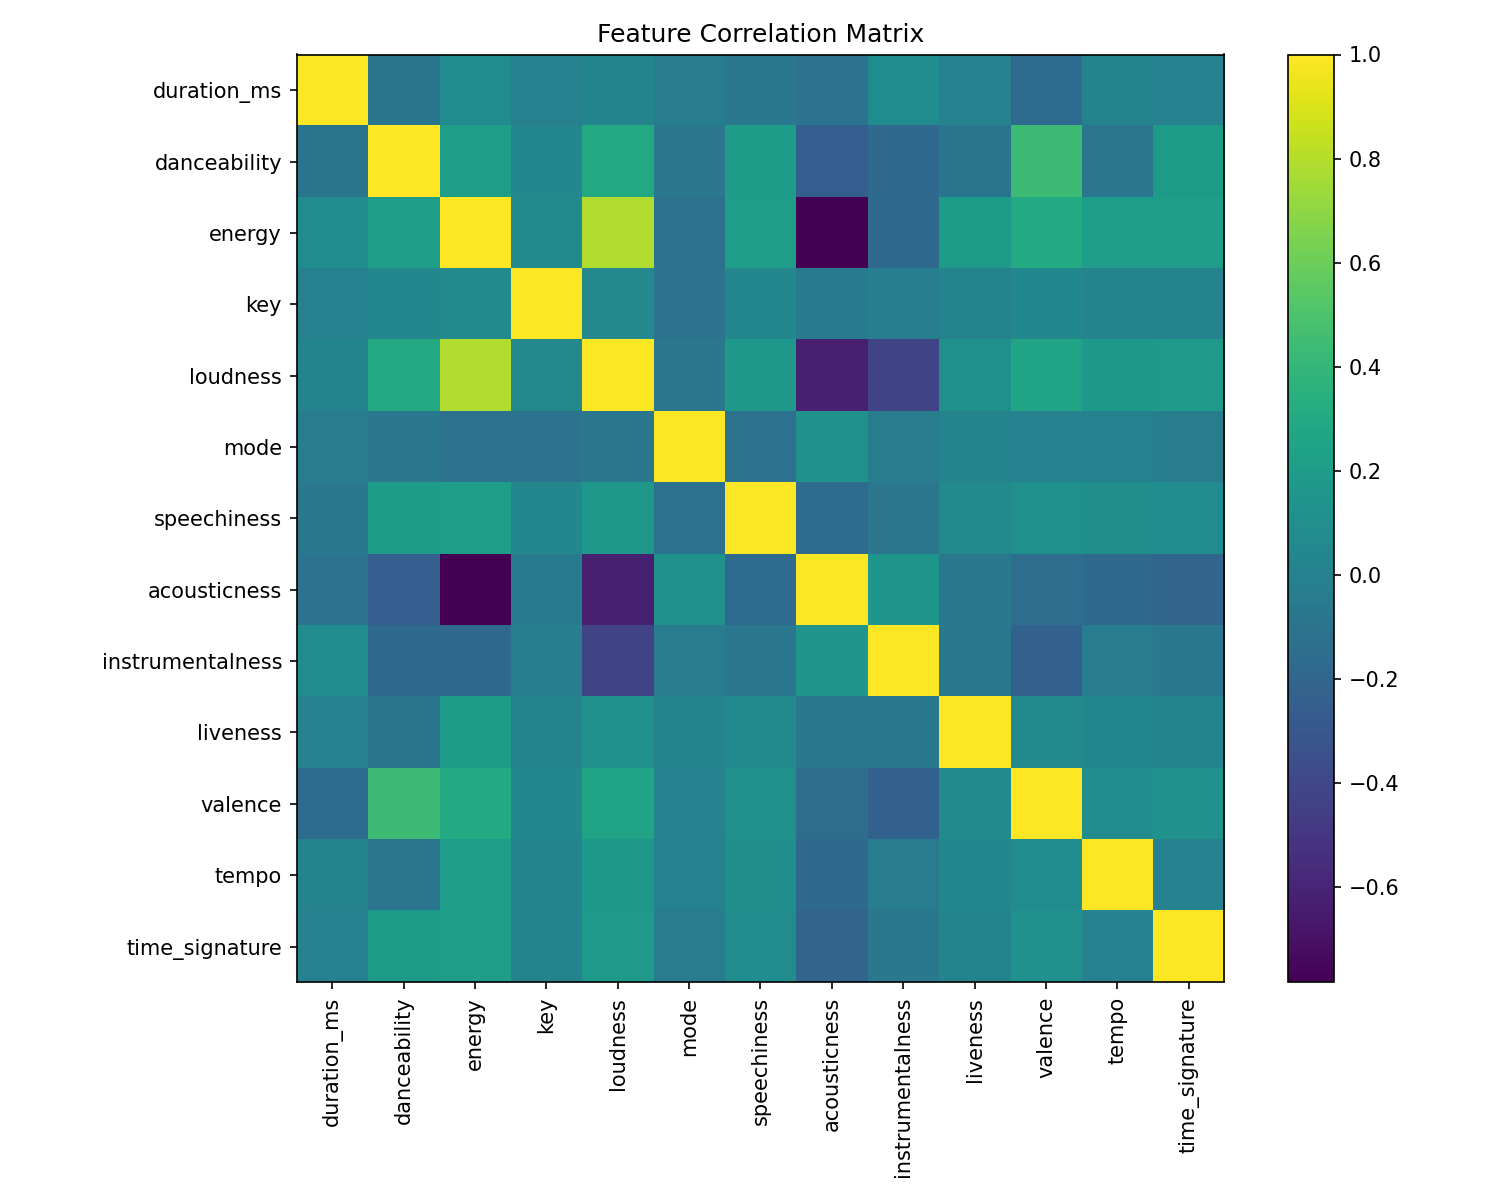 Feature Correlation Matrix
duration_ms
danceability
energy
key
loudness
mode
speechiness
acousticness
instrumentalness
liveness
valence
tempo
time_signature
duration_ms
danceability
energy
key
loudness
mode
speechiness
acousticness
instrumentalness
liveness
valence
tempo
time_signature
1.0
0.8
0.6
0.4
0.2
0.0
−0.2
−0.4
−0.6